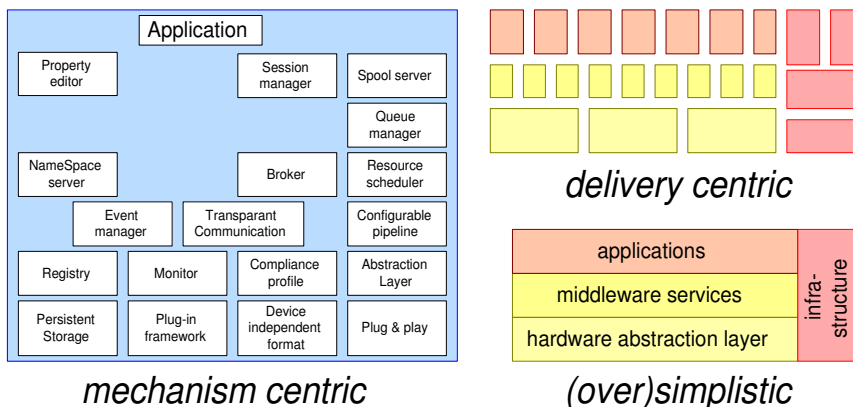 Application
Property
editor
Session
manager
Spool server
Queue
manager
NameSpace
server
Broker
Resource
scheduler
Event
manager
Transparant
Communication
Configurable
pipeline
Registry
Monitor
Compliance
profile
Abstraction
Layer
Persistent
Storage
Plug-in
framework
Device
independent
format
Plug & play
mechanism centric
delivery centric
applications
middleware services
hardware abstraction layer
infra-
structure
(over)simplistic